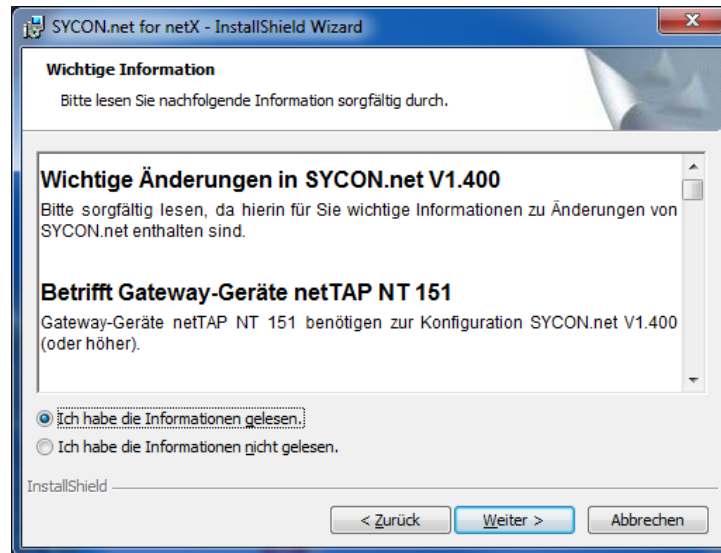 SYCON.net for netX - InstallShield Wizard
Wichtige Information
Bitte lesen Sie nachfolgende Information sorgfältig durch.
Wichtige Änderungen in SYCON.net V1.400
Bitte sorgfältig lesen, da hierin für Sie wichtige Informationen zu Änderungen von
SYCON.net enthalten sind.
Betrifft Gateway-Geräte netTAP NT 151
Gateway-Geräte netTAP NT 151 benötigen zur Konfiguration SYCON.net V1.400
(oder höher).
Ich habe die Informationen gelesen.
Ich habe die Informationen nicht gelesen.
InstallShield
< Zurück
Weiter >
Abbrechen